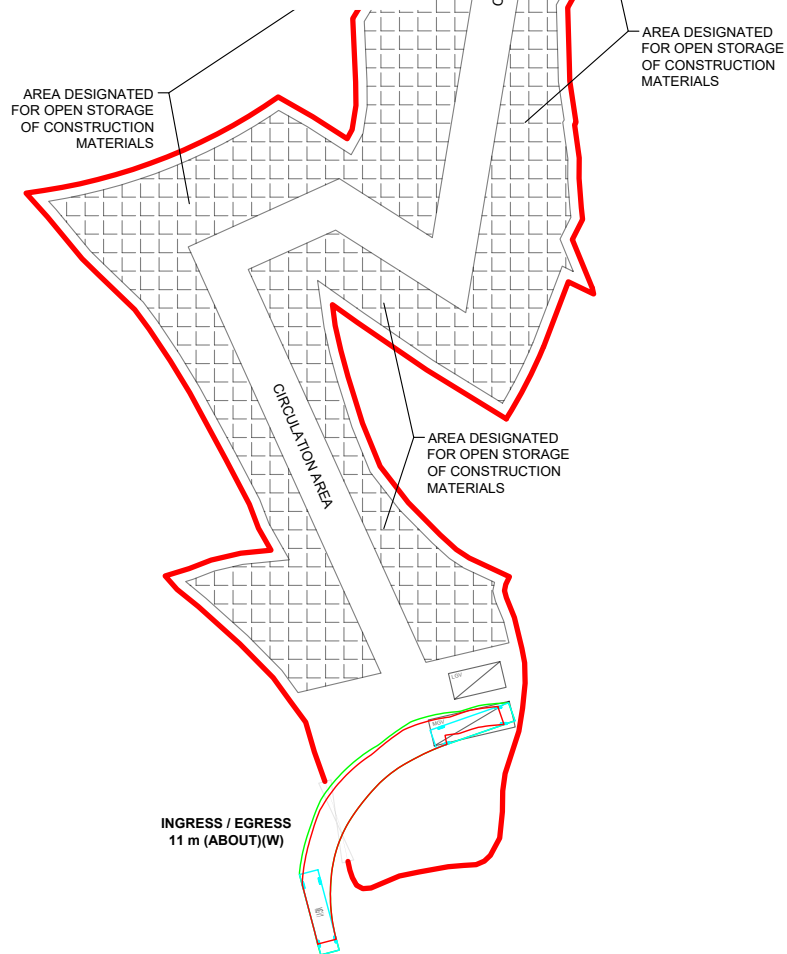 AREA DESIGNATED
FOR OPEN STORAGE
OF CONSTRUCTION
MATERIALS
AREA DESIGNATED
FOR OPEN STORAGE
OF CONSTRUCTION
MATERIALS
CIRCULATION AREA
AREA DESIGNATED
FOR OPEN STORAGE
OF CONSTRUCTION
MATERIALS
LGV
MGV
INGRESS / EGRESS
11 m (ABOUT)(W)